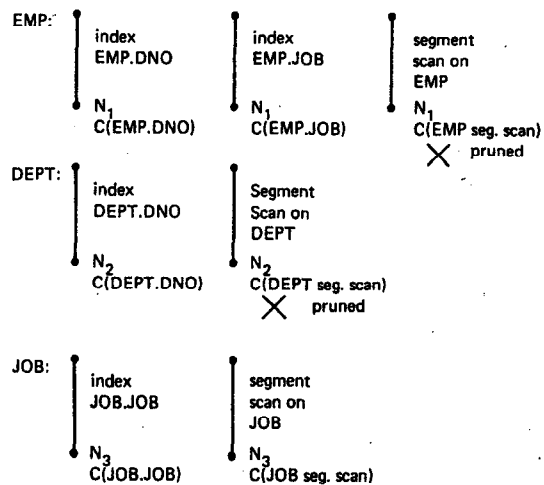 EMP:
index
EMP.DNO
N1
C(EMP.DNO)
index
EMP.JOB
N1
C(EMP.JOB)
segment
scan on
EMP
N1
C(EMP seg. scan)
pruned
DEPT:
index
DEPT.DNO
N2
C(DEPT.DNO)
Segment
Scan on
DEPT
N2
C(DEPT seg. scan)
pruned
JOB:
index
JOB.JOB
N3
C(JOB.JOB)
segment
scan on
JOB
N3
C(JOB seg. scan)